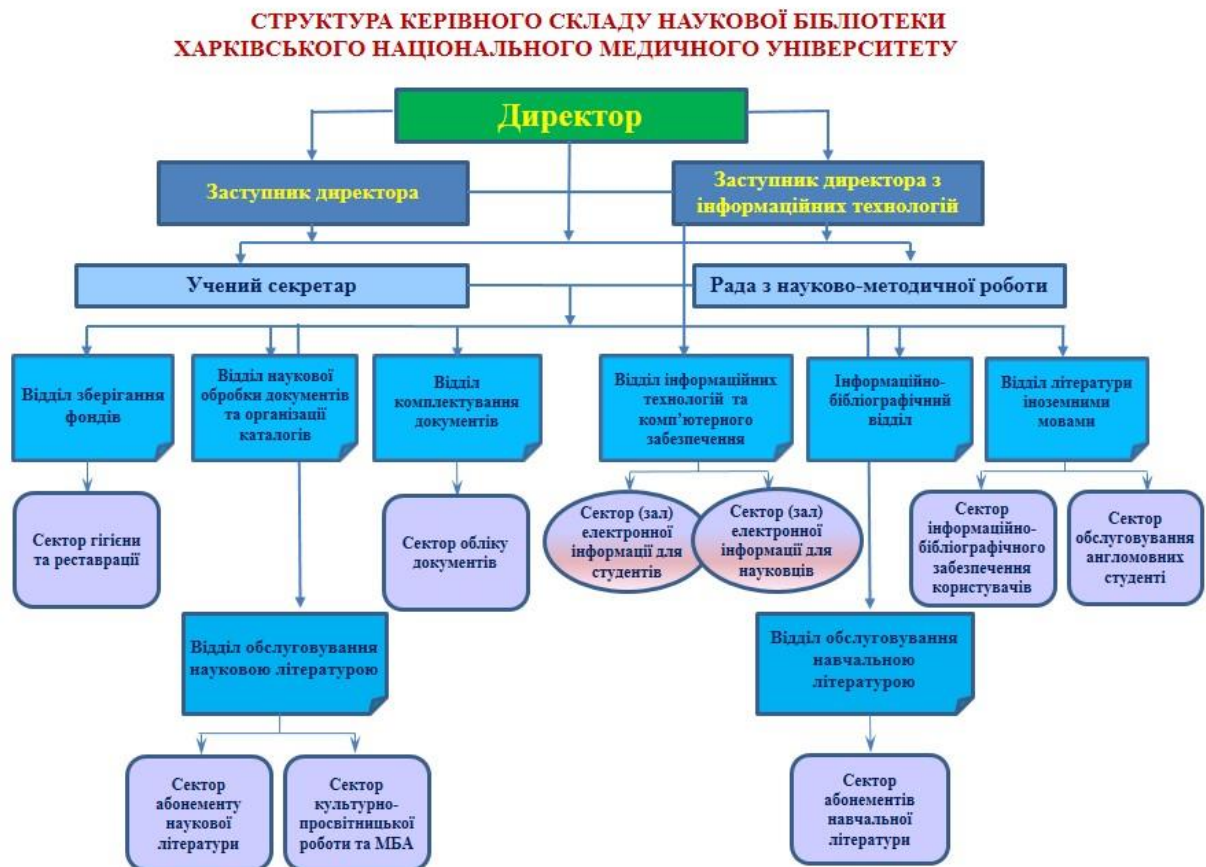 СТРУКТУРА КЕРІВНОГО СКЛАДУ НАУКОВОЇ БІБЛІОТЕКИ
ХАРКІВСЬКОГО НАЦІОНАЛЬНОГО МЕДИЧНОГО УНІВЕРСИТЕТУ
Директор
Заступник директора
Заступник директора з
інформаційних технологій
Учений секретар
Рада з науково-методичної роботи
Відділ зберігання
фондів
Відділ наукової
обробки документів
та організації
каталогів
Відділ
комплектування
документів
Відділ інформаційних
технологій та
комп’ютерного
забезпечення
Інформаційно-
бібліографічний
відділ
Відділ літератури
іноземними
мовами
Сектор гігієни
та реставрації
Сектор обліку
документів
Сектор (зал)
електронної
інформації для
студентів
Сектор (зал)
електронної
інформації для
науковців
Сектор
інформаційно-
бібліографічного
забезпечення
користувачів
Сектор
обслуговування
англомовних
студенті
Відділ обслуговування
науковою літературою
Відділ обслуговування
навчальною
літературою
Сектор
абонементу
наукової
літератури
Сектор
культурно-
просвітницької
роботи та МБА
Сектор
абонементів
навчальної
літератури